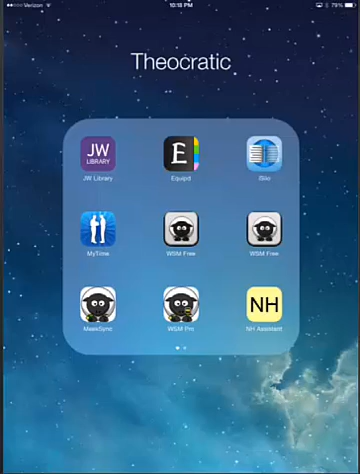 Verizon
10:18 PM
79%
Theocratic
JW
LIBRARY
E
NH
JW Library
Equipd
iSilo
MyTime
WSM Free
WSM Free
MeekSync
WSM Pro
NH Assistant